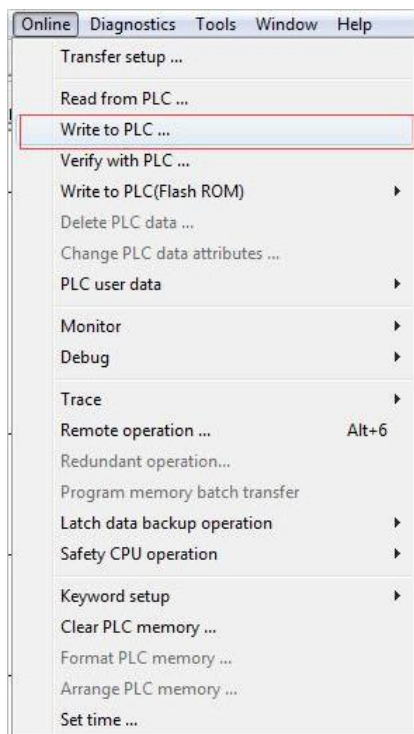 Online Diagnostics Tools Window Help
Transfer setup ...
Read from PLC ...
Write to PLC ...
Verify with PLC ...
Write to PLC(Flash ROM)
Delete PLC data ...
Change PLC data attributes ...
PLC user data
Monitor
Debug
Trace
Remote operation ... Alt+6
Redundant operation...
Program memory batch transfer
Latch data backup operation
Safety CPU operation
Keyword setup
Clear PLC memory ...
Format PLC memory ...
Arrange PLC memory ...
Set time ...